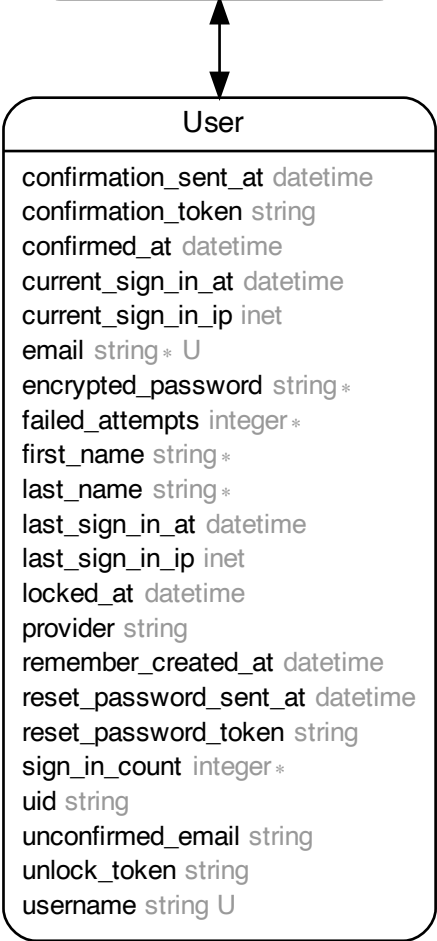 User
confirmation_sent_at datetime
confirmation_token string
confirmed_at datetime
current_sign_in_at datetime
current_sign_in_ip inet
email string∗ U
encrypted_password string∗
failed_attempts integer∗
first_name string∗
last_name string∗
last_sign_in_at datetime
last_sign_in_ip inet
locked_at datetime
provider string
remember_created_at datetime
reset_password_sent_at datetime
reset_password_token string
sign_in_count integer∗
uid string
unconfirmed_email string
unlock_token string
username string U